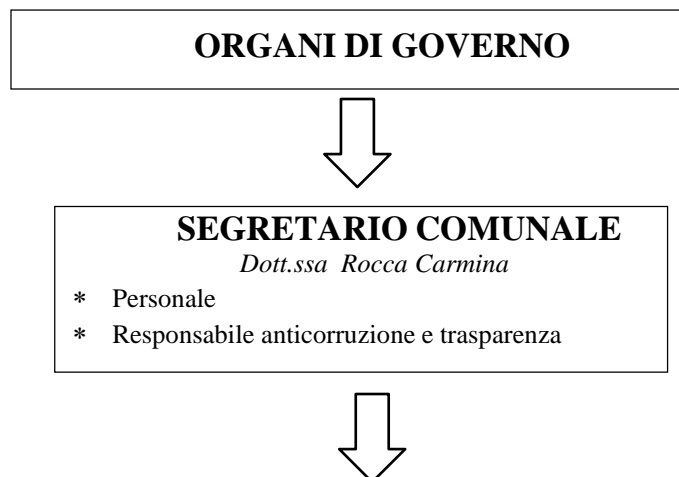 ORGANI DI GOVERNO
SEGRETARIO COMUNALE
Dott.ssa Rocca Carmina
* Personale
* Responsabile anticorruzione e trasparenza